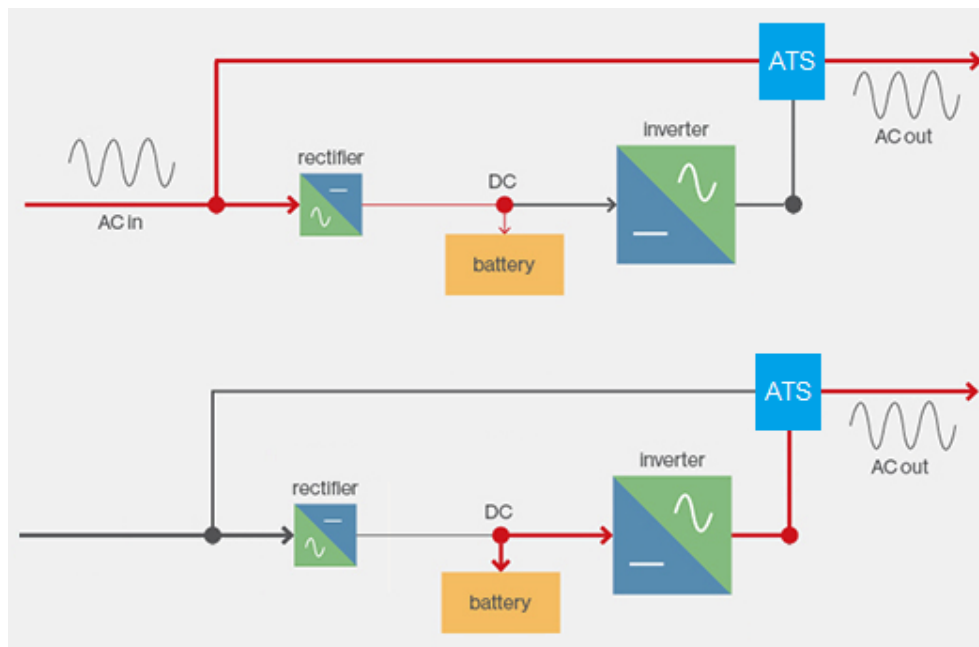 ATS
AC out
inverter
rectifier
DC
AC in
battery
ATS
AC out
inverter
rectifier
DC
battery